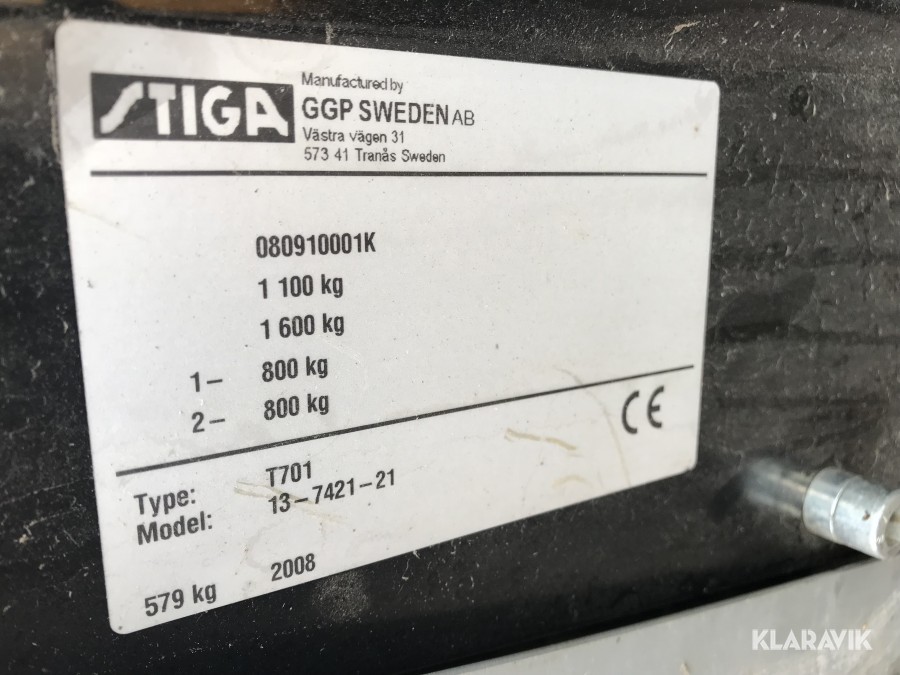 STIGA
Manufactured by
GGP SWEDEN AB
Västra vägen 31
573 41 Tranås Sweden
080910001K
1 100 kg
1 600 kg
1- 800 kg
2- 800 kg
CE
Type: T701
Model: 13-7421-21
579 kg 2008
KLARAVIK